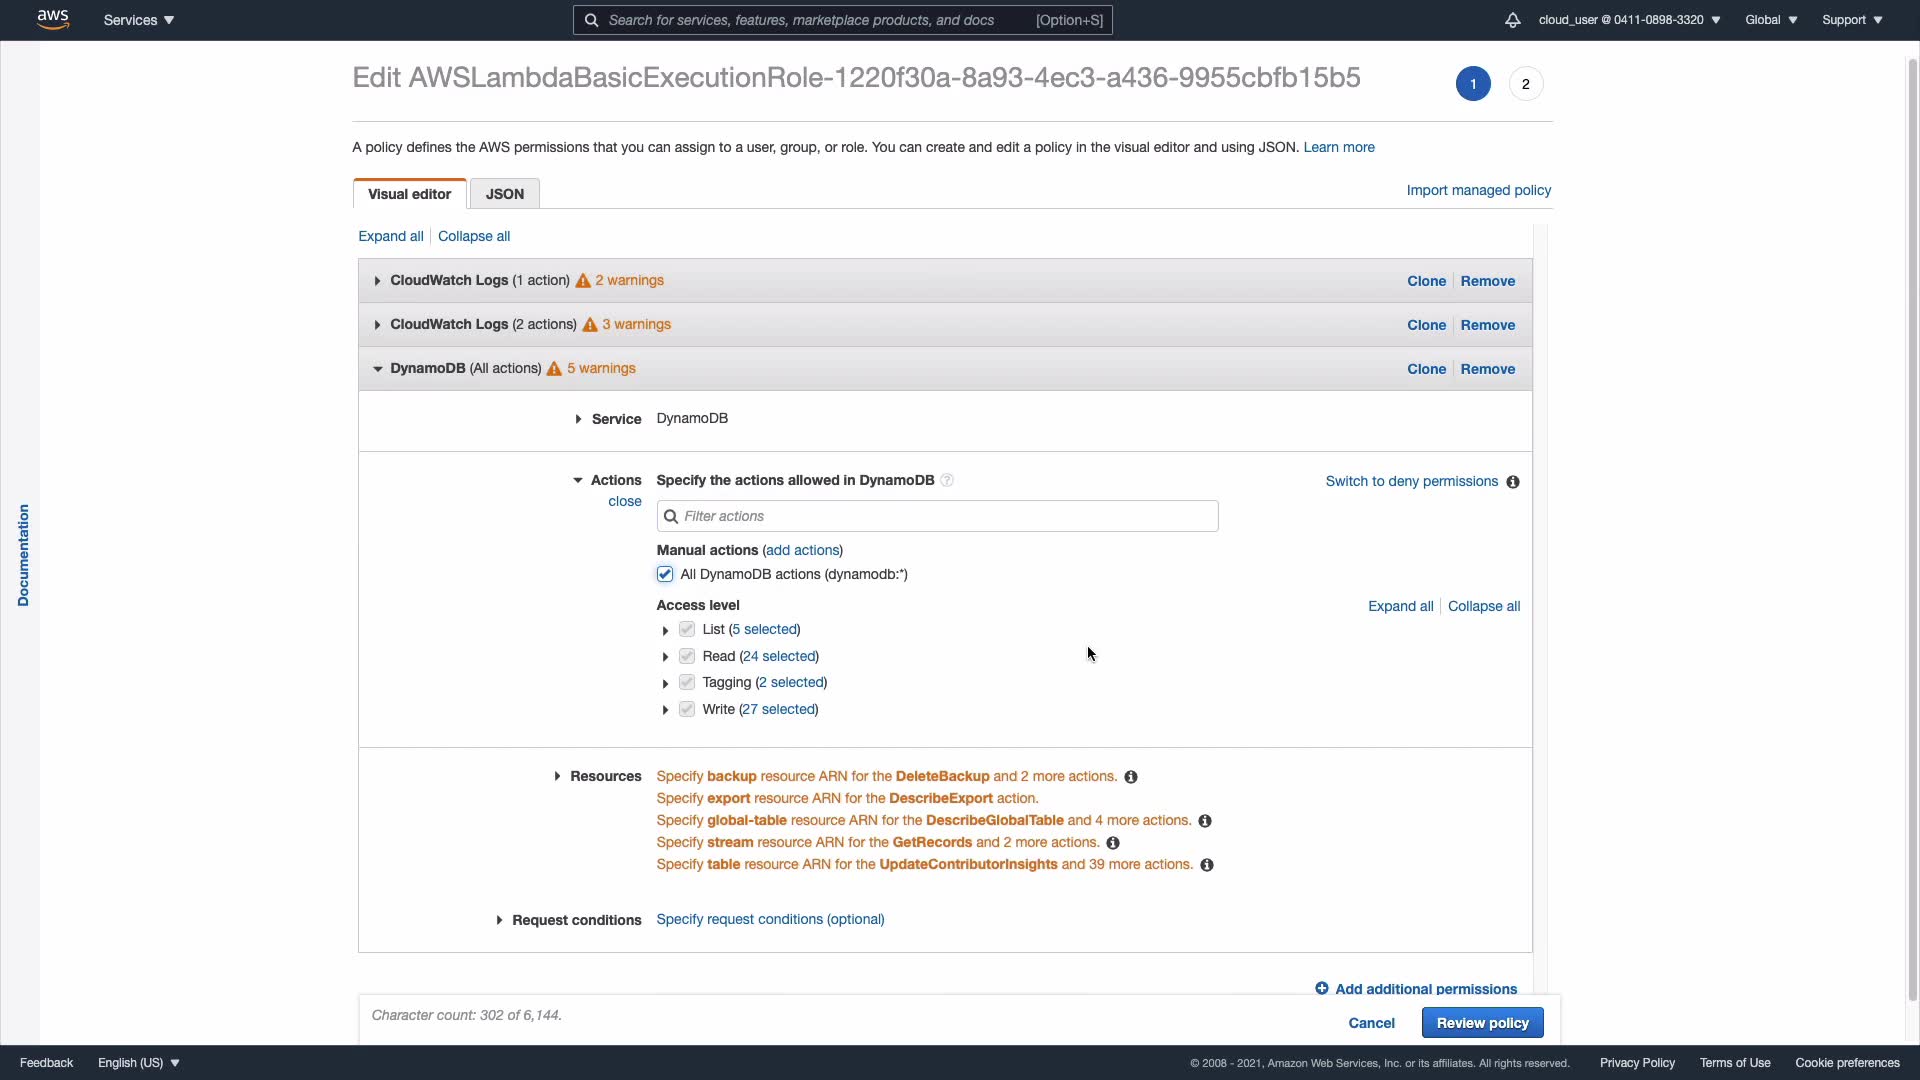 aws
Services
Search for services, features, marketplace products, and docs [Option+S]
cloud_user @ 0411-0898-3320
Global
Support
Edit AWSLambdaBasicExecutionRole-1220f30a-8a93-4ec3-a436-9955cbfb15b5
1
2
A policy defines the AWS permissions that you can assign to a user, group, or role. You can create and edit a policy in the visual editor and using JSON. Learn more
Visual editor
JSON
Import managed policy
Expand all
Collapse all
CloudWatch Logs (1 action) 2 warnings
Clone
Remove
CloudWatch Logs (2 actions) 3 warnings
Clone
Remove
DynamoDB (All actions) 5 warnings
Clone
Remove
Service DynamoDB
Actions
close
Specify the actions allowed in DynamoDB ?
Switch to deny permissions
Filter actions
Manual actions (add actions)
All DynamoDB actions (dynamodb:*)
Access level
Expand all
Collapse all
List (5 selected)
Read (24 selected)
Tagging (2 selected)
Write (27 selected)
Resources
Specify backup resource ARN for the DeleteBackup and 2 more actions.
Specify export resource ARN for the DescribeExport action.
Specify global-table resource ARN for the DescribeGlobalTable and 4 more actions.
Specify stream resource ARN for the GetRecords and 2 more actions.
Specify table resource ARN for the UpdateContributorInsights and 39 more actions.
Request conditions Specify request conditions (optional)
Add additional permissions
Character count: 302 of 6,144.
Cancel
Review policy
Documentation
Feedback
English (US)
© 2008 - 2021, Amazon Web Services, Inc. or its affiliates. All rights reserved.
Privacy Policy
Terms of Use
Cookie preferences